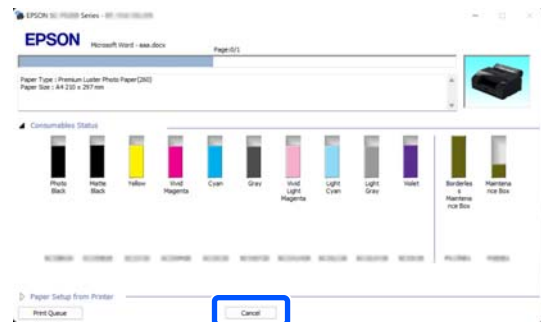 EPSON Series -
EPSON
Microsoft Word - aaa.docx
Page:0/1
Paper Type : Premium Luster Photo Paper(260)
Paper Size : A4 210 x 297 mm
Consumables Status
Photo Black
Matte Black
Yellow
Vivid Magenta
Cyan
Gray
Vivid Light Magenta
Light Cyan
Light Gray
Violet
Borderles s Maintena nce Box
Maintena nce Box
Paper Setup from Printer
Print Queue
Cancel